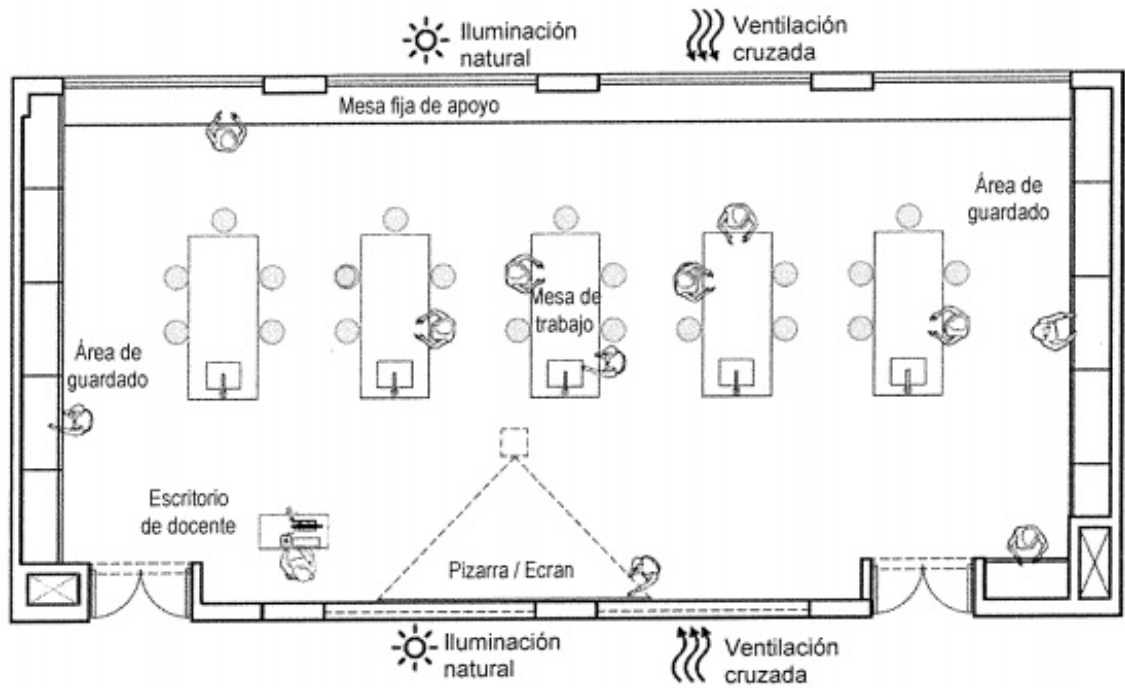 Iluminación
natural
Ventilación
cruzada
Mesa fija de apoyo
Área de
guardado
Mesa de
trabajo
Área de
guardado
Escritorio
de docente
Pizarra / Ecran
Iluminación
natural
Ventilación
cruzada